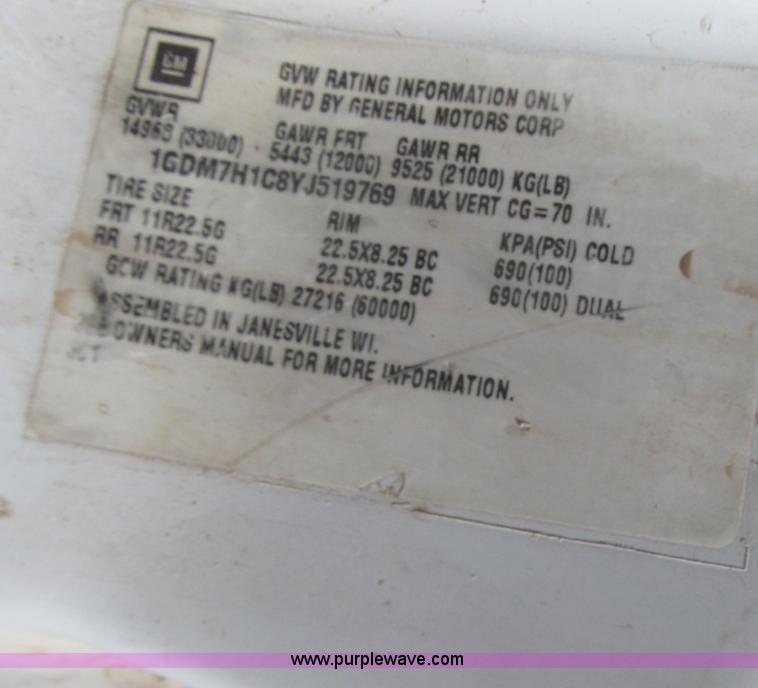 GM
GVW RATING INFORMATION ONLY
MFD BY GENERAL MOTORS CORP
GVWR GAWR FRT GAWR RR
14968 (33000) 5443 (12000) 9525 (21000) KG(LB)
1GDM7H1C8YJ519769 MAX VERT CG=70 IN.
TIRE SIZE RIM KPA(PSI) COLD
FRT 11R22.5G 22.5X8.25 BC 690(100)
RR 11R22.5G 22.5X8.25 BC 690(100) DUAL
GCW RATING KG(LB) 27216 (60000)
ASSEMBLED IN JANESVILLE WI.
OWNERS MANUAL FOR MORE INFORMATION.
www.purplewave.com